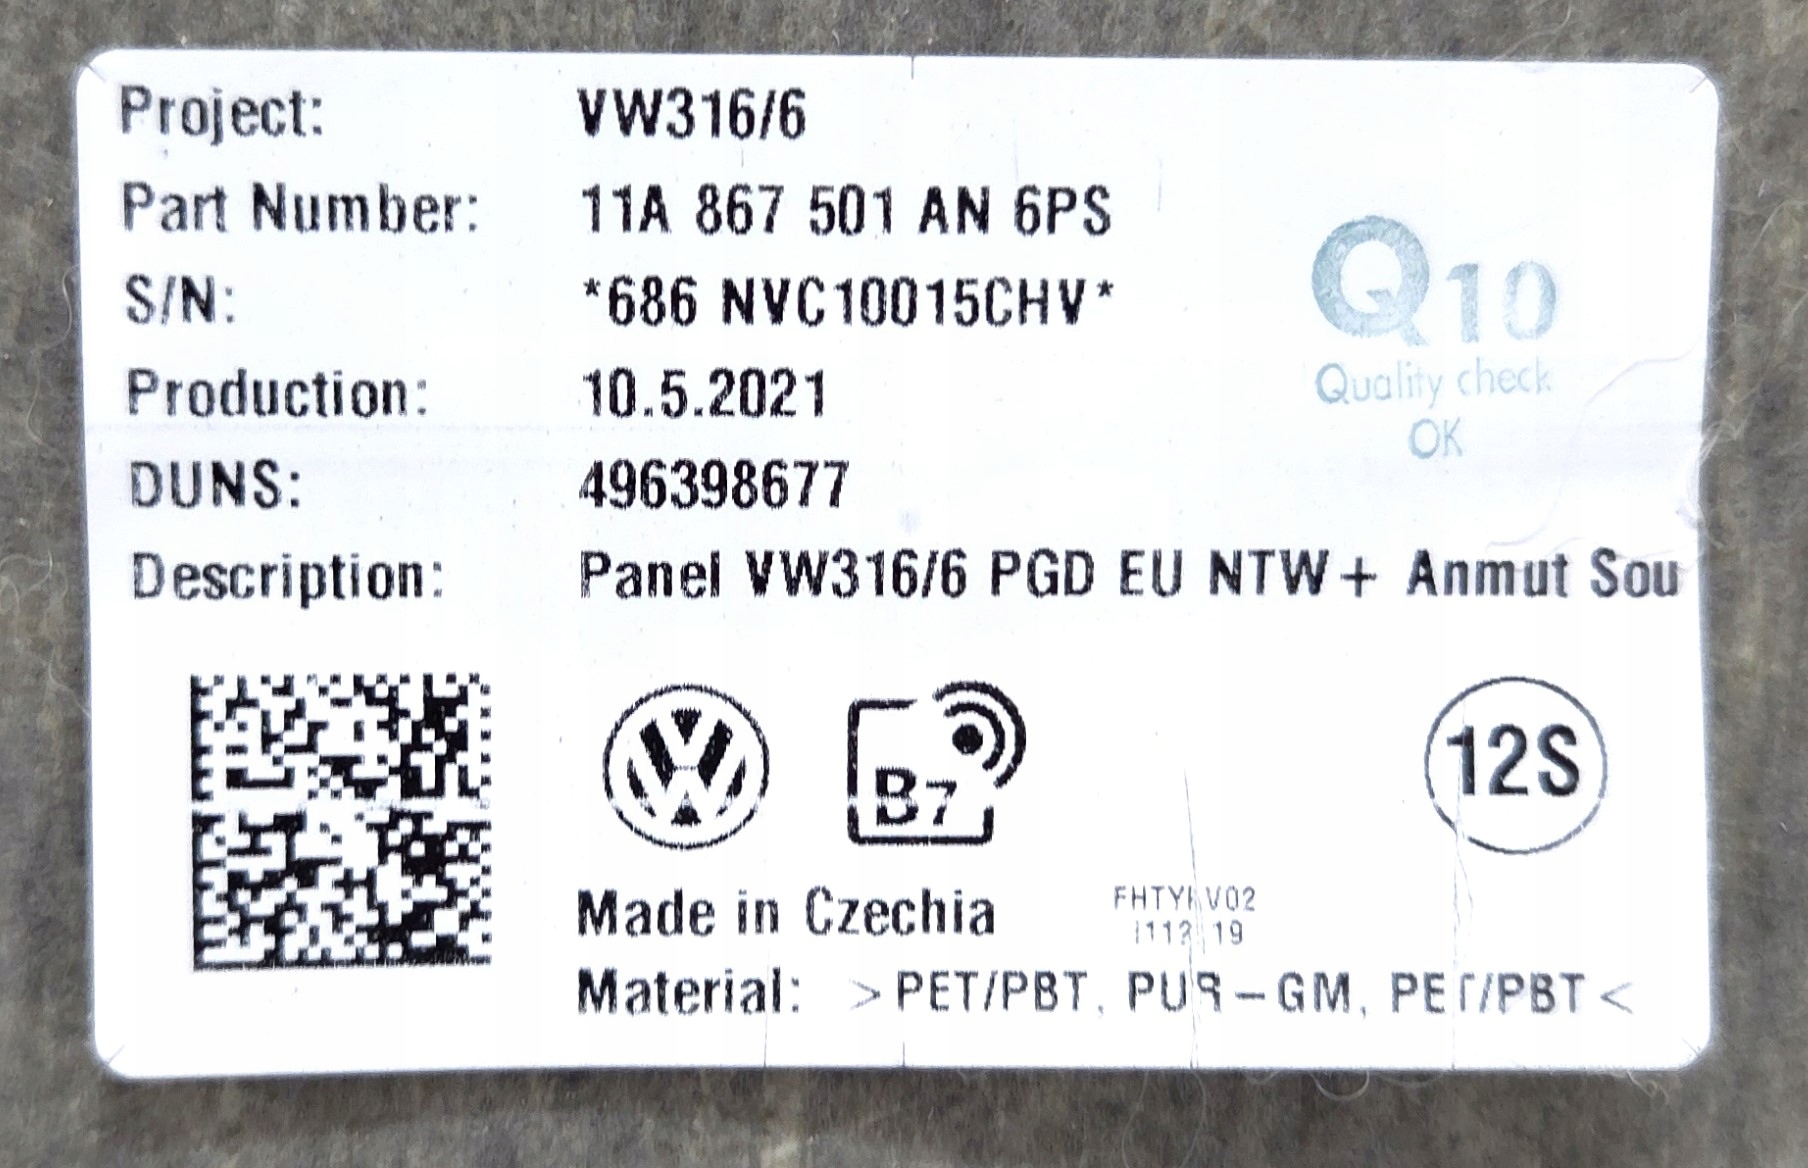 Project: VW316/6
Part Number: 11A 867 501 AN 6PS
S/N: *686 NVC10015CHV*
Production: 10.5.2021
DUNS: 496398677
Description: Panel VW316/6 PGD EU NTW+ Anmut Sou
Q10
Quality check
OK
B7
12S
Made in Czechia
V02
19
Material: >PET/PBT, PUR-GM, PET/PBT<